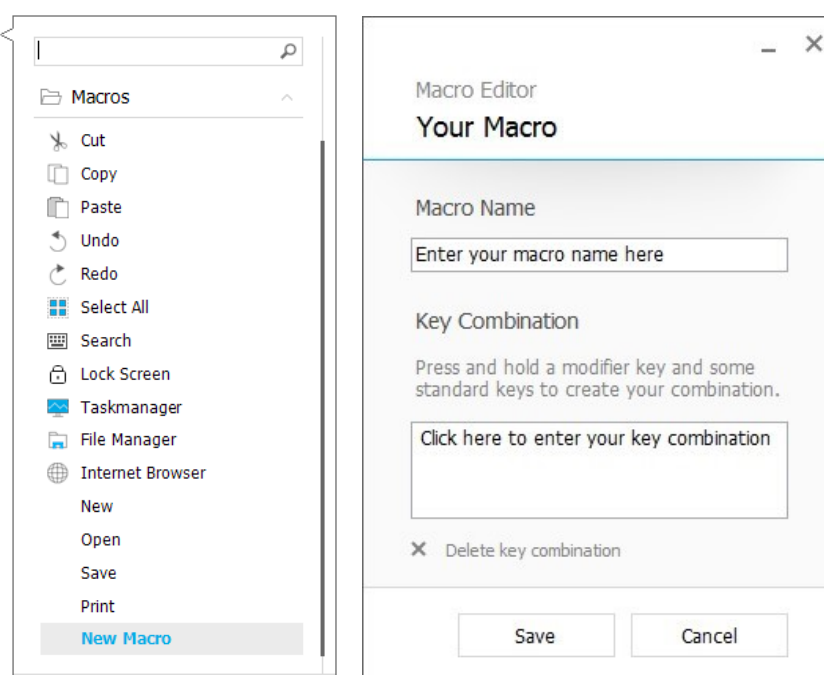 Macros
Cut
Copy
Paste
Undo
Redo
Select All
Search
Lock Screen
Taskmanager
File Manager
Internet Browser
New
Open
Save
Print
New Macro
Macro Editor
Your Macro
Macro Name
Enter your macro name here
Key Combination
Press and hold a modifier key and some
standard keys to create your combination.
Click here to enter your key combination
Delete key combination
Save
Cancel